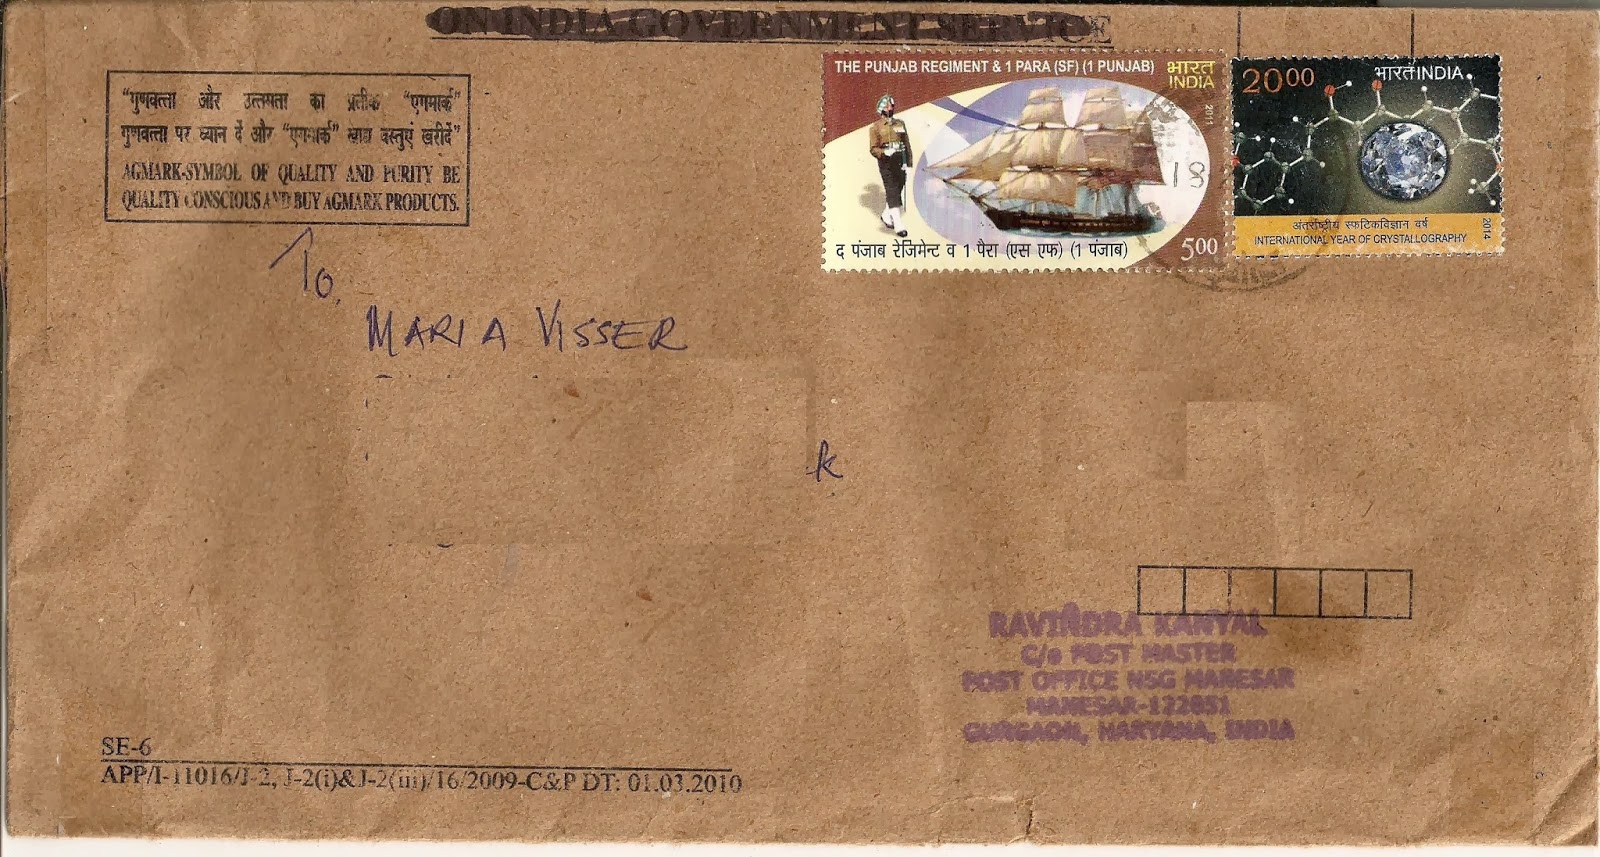 ON INDIA GOVERNMENT SERVICE
"गुणवत्ता और उत्तमता का प्रतीक "एगमार्क"
गुणवत्ता पर ध्यान दें और "एगमार्क" खाद्य वस्तुएं खरीदें"
AGMARK-SYMBOL OF QUALITY AND PURITY BE
QUALITY CONSCIOUS AND BUY AGMARK PRODUCTS.
THE PUNJAB REGIMENT & 1 PARA (SF) (1 PUNJAB)
भारत
INDIA
2011
18
द पंजाब रेजिमेन्ट व 1 पैरा (एस एफ) (1 पंजाब)
5.00
20.00
भारत INDIA
अंतर्राष्ट्रीय स्फटिकविज्ञान वर्ष
INTERNATIONAL YEAR OF CRYSTALLOGRAPHY
2014
To,
MARIA VISSER
k
RAVINDRA KANYAL
C/o POST MASTER
POST OFFICE NSG MANESAR
MANESAR-122051
GURGAON, HARYANA, INDIA
SE-6
APP/I-11016/J-2, J-2(i)&J-2(iii)/16/2009-C&P DT: 01.03.2010